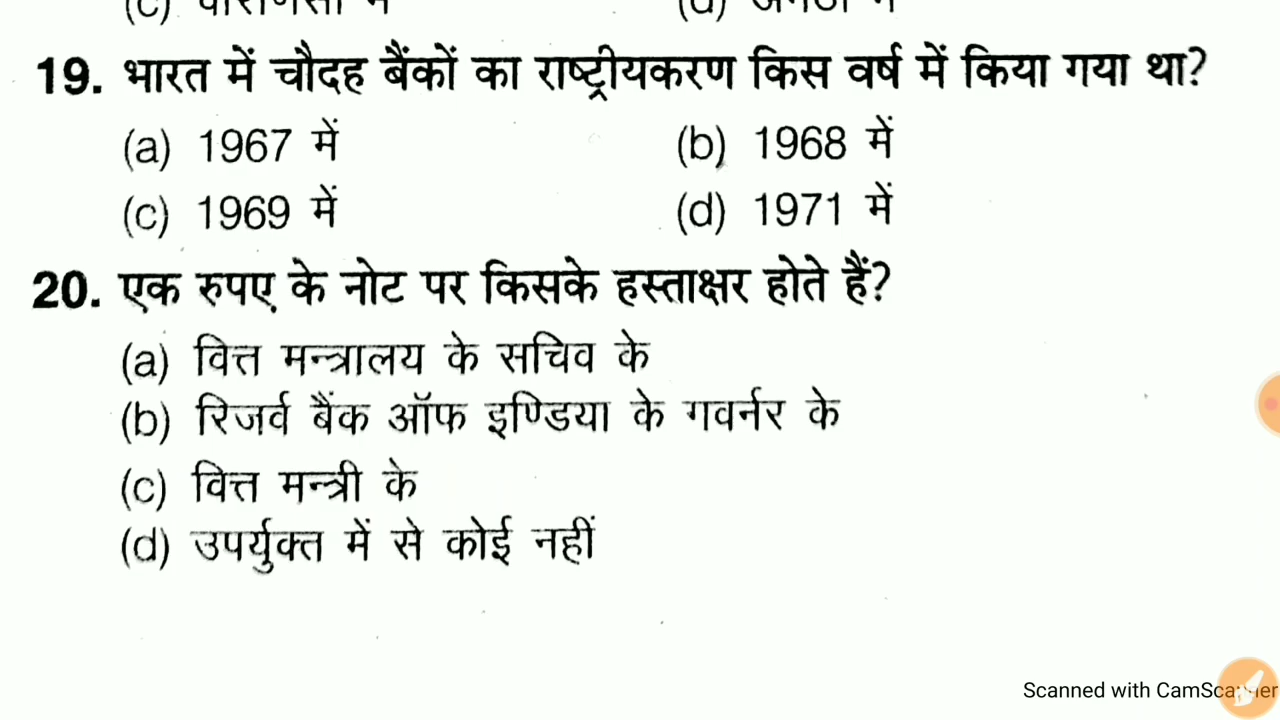 19. भारत में चौदह बैंकों का राष्ट्रीयकरण किस वर्ष में किया गया था?
(a) 1967 में (b) 1968 में
(c) 1969 में (d) 1971 में
20. एक रुपए के नोट पर किसके हस्ताक्षर होते हैं?
(a) वित्त मन्त्रालय के सचिव के
(b) रिजर्व बैंक ऑफ इण्डिया के गवर्नर के
(c) वित्त मन्त्री के
(d) उपर्युक्त में से कोई नहीं
Scanned with